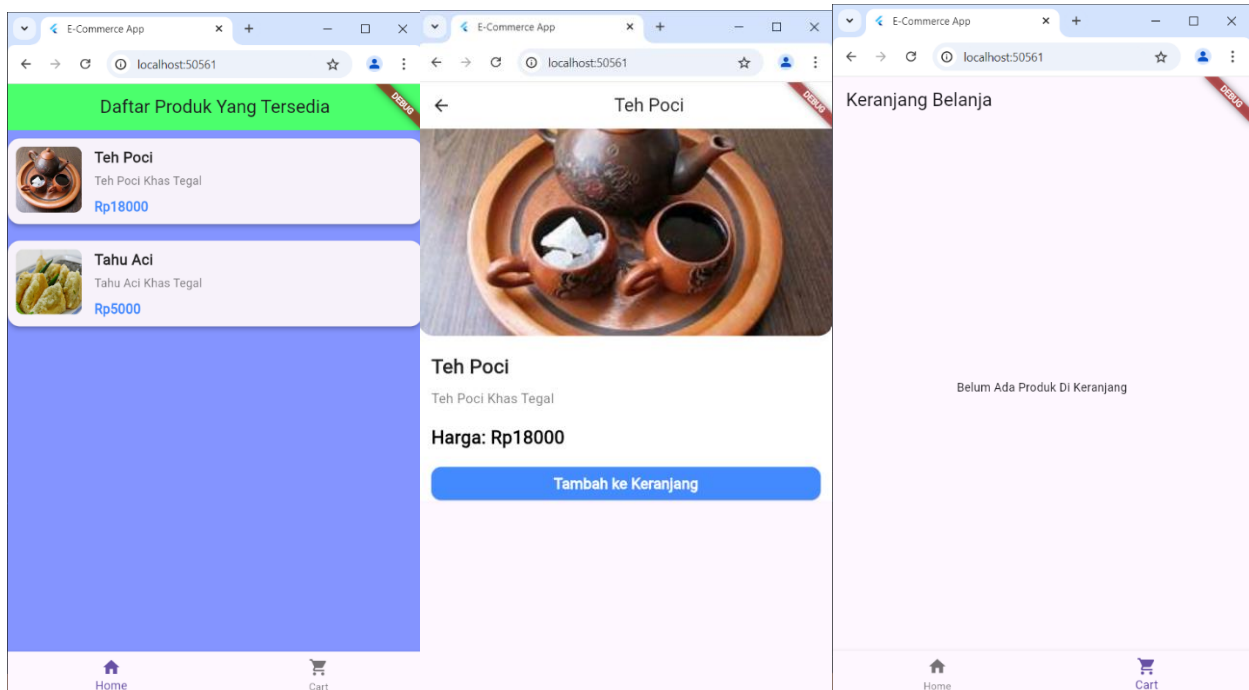 E-Commerce App
localhost:50561
Daftar Produk Yang Tersedia
DEBUG
Teh Poci
Teh Poci Khas Tegal
Rp18000
Tahu Aci
Tahu Aci Khas Tegal
Rp5000
Home
Cart
E-Commerce App
localhost:50561
Teh Poci
DEBUG
Teh Poci
Teh Poci Khas Tegal
Harga: Rp18000
Tambah ke Keranjang
E-Commerce App
localhost:50561
Keranjang Belanja
DEBUG
Belum Ada Produk Di Keranjang
Home
Cart